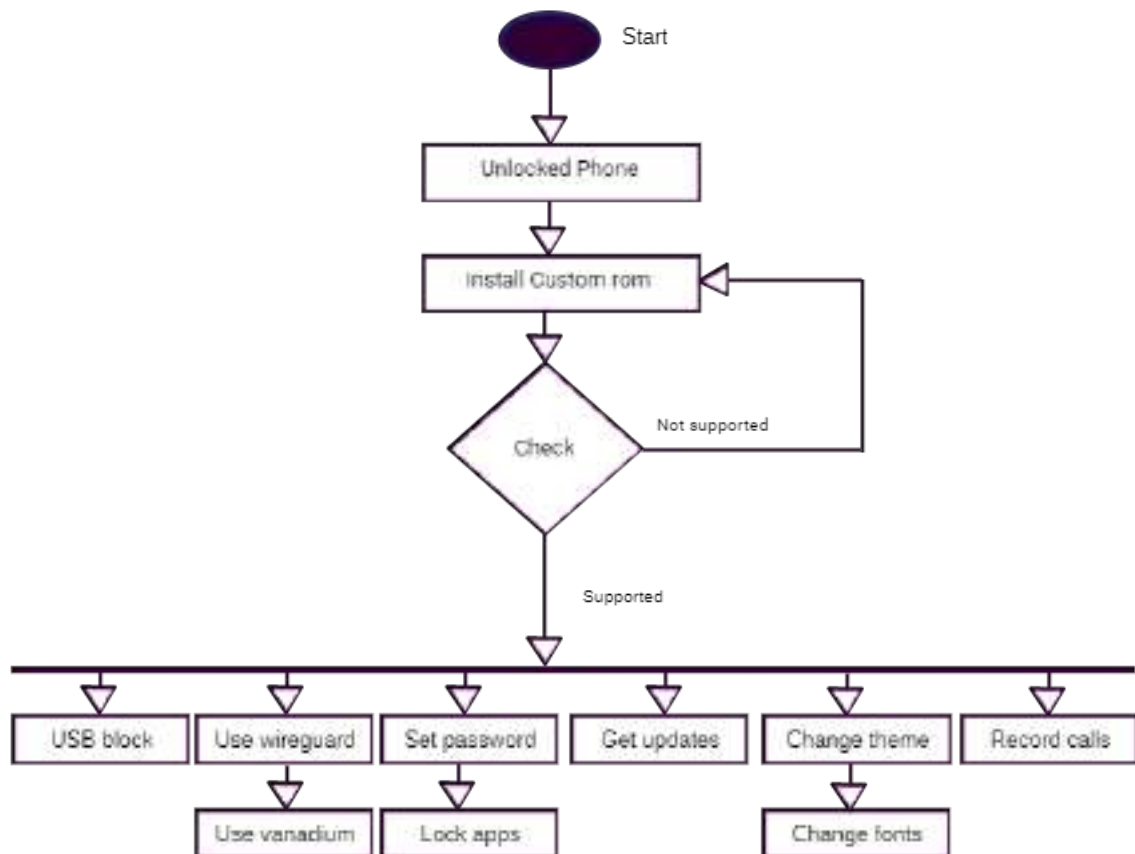 Start
Unlocked Phone
Install Custom rom
Not supported
Check
Supported
USB block
Use wireguard
Set password
Get updates
Change theme
Record calls
Use vanadium
Lock apps
Change fonts